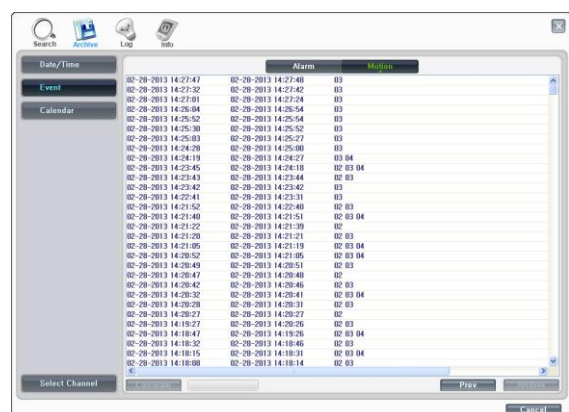 Search Archive Log Info
Date/Time
Event
Calendar
Select Channel
Alarm Motion
02-28-2013 14:27:47 02-28-2013 14:27:48 03
02-28-2013 14:27:32 02-28-2013 14:27:42 03
02-28-2013 14:27:01 02-28-2013 14:27:24 03
02-28-2013 14:26:04 02-28-2013 14:26:54 03
02-28-2013 14:25:52 02-28-2013 14:25:54 03
02-28-2013 14:25:30 02-28-2013 14:25:52 03
02-28-2013 14:25:03 02-28-2013 14:25:27 03
02-28-2013 14:24:28 02-28-2013 14:25:00 03
02-28-2013 14:24:19 02-28-2013 14:24:27 03 04
02-28-2013 14:23:45 02-28-2013 14:24:18 02 03 04
02-28-2013 14:23:43 02-28-2013 14:23:44 02 03
02-28-2013 14:23:42 02-28-2013 14:23:42 03
02-28-2013 14:22:41 02-28-2013 14:23:31 03
02-28-2013 14:21:52 02-28-2013 14:22:40 02 03
02-28-2013 14:21:40 02-28-2013 14:21:51 02 03 04
02-28-2013 14:21:22 02-28-2013 14:21:39 02
02-28-2013 14:21:20 02-28-2013 14:21:21 02 03
02-28-2013 14:21:05 02-28-2013 14:21:19 02 03 04
02-28-2013 14:20:52 02-28-2013 14:21:05 02 03 04
02-28-2013 14:20:49 02-28-2013 14:20:51 02 03
02-28-2013 14:20:47 02-28-2013 14:20:48 02
02-28-2013 14:20:42 02-28-2013 14:20:46 02 03
02-28-2013 14:20:32 02-28-2013 14:20:41 02 03 04
02-28-2013 14:20:28 02-28-2013 14:20:31 02 03
02-28-2013 14:20:27 02-28-2013 14:20:27 02
02-28-2013 14:19:27 02-28-2013 14:20:26 02 03
02-28-2013 14:18:47 02-28-2013 14:19:26 02 03 04
02-28-2013 14:18:32 02-28-2013 14:18:46 02 03
02-28-2013 14:18:15 02-28-2013 14:18:31 02 03 04
02-28-2013 14:18:08 02-28-2013 14:18:14 02 03
Prev Archive
Cancel